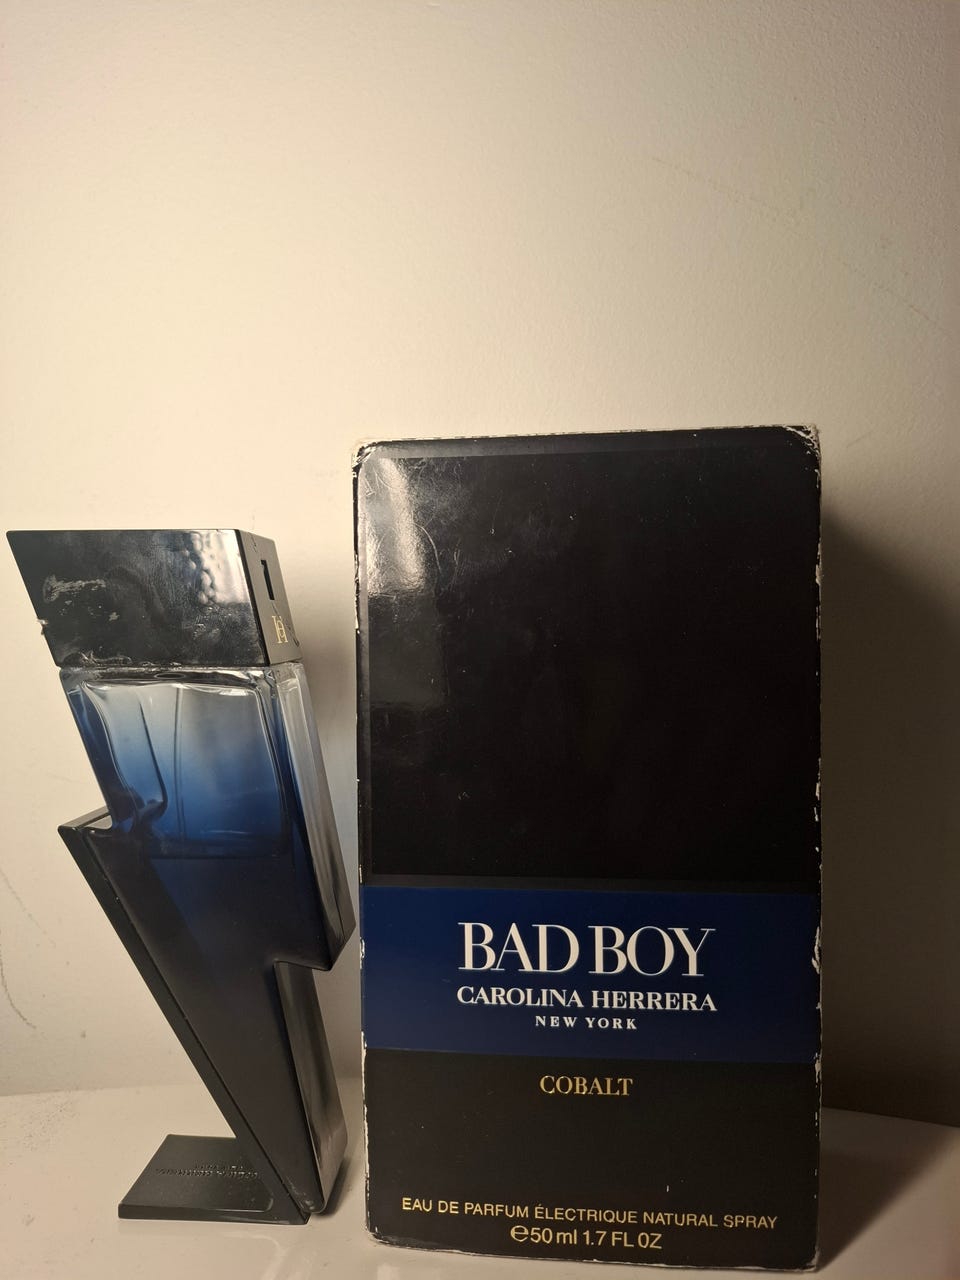 BAD BOY
CAROLINA HERRERA
NEW YORK
COBALT
EAU DE PARFUM ÉLECTRIQUE NATURAL SPRAY
℮50 ml 1.7 FL OZ